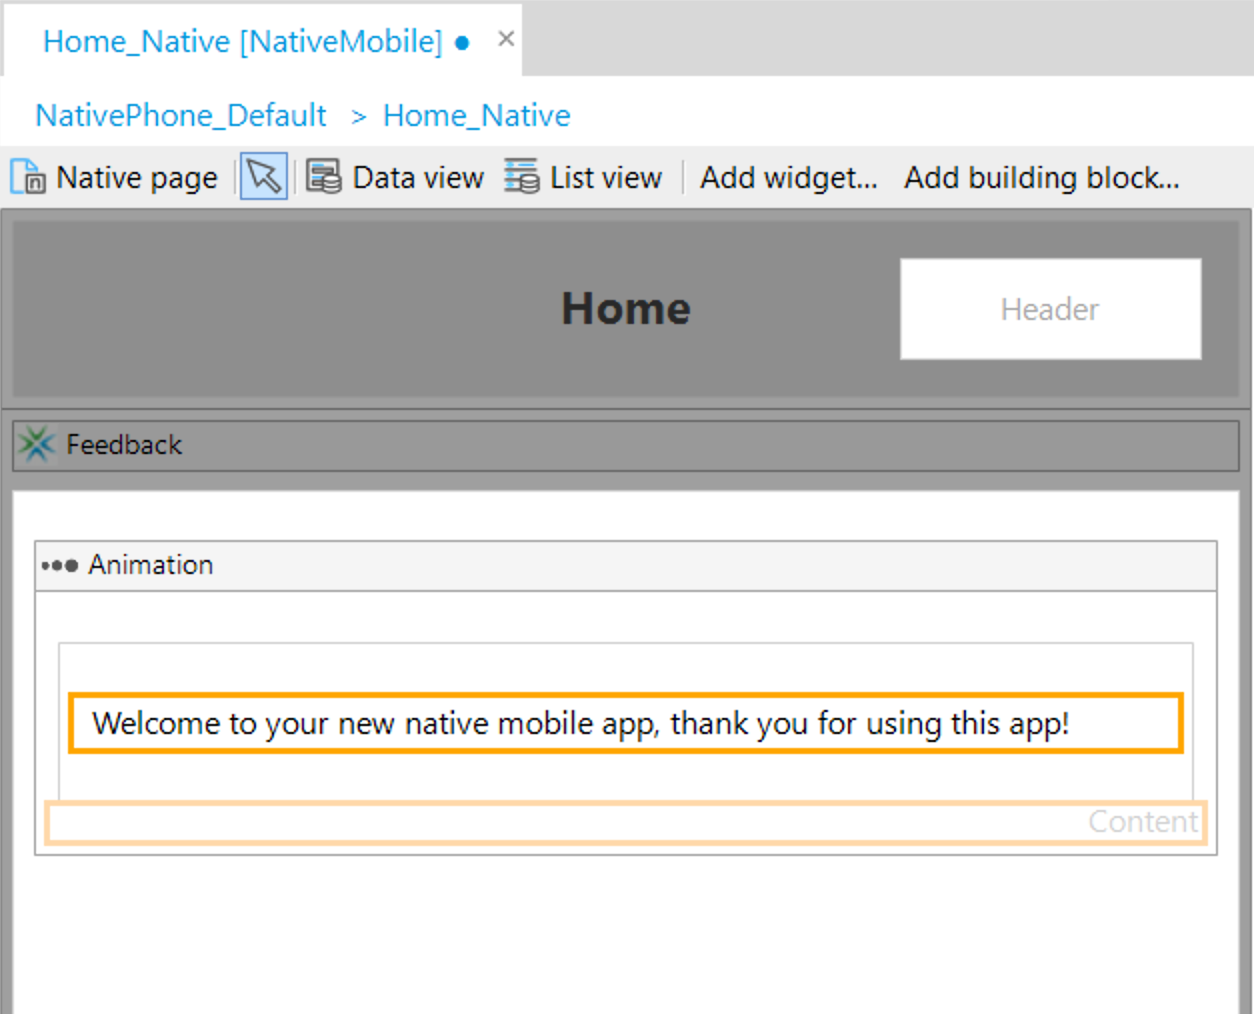 Home_Native [NativeMobile]
NativePhone_Default > Home_Native
Native page Data view List view Add widget... Add building block...
Home
Header
Feedback
Animation
Welcome to your new native mobile app, thank you for using this app!
Content